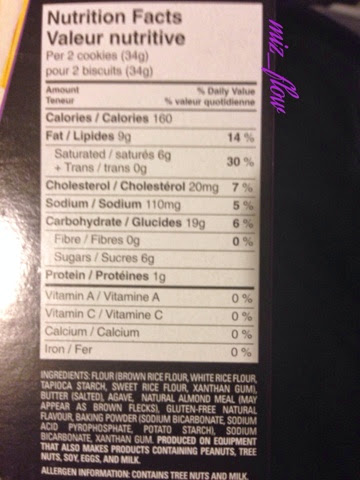 Nutrition Facts
Valeur nutritive
Per 2 cookies (34g)
pour 2 biscuits (34g)
Amount % Daily Value
Teneur % valeur quotidienne
Calories / Calories 160
Fat / Lipides 9g 14 %
Saturated / saturés 6g
+ Trans / trans 0g 30 %
Cholesterol / Cholestérol 20mg 7 %
Sodium / Sodium 110mg 5 %
Carbohydrate / Glucides 19g 6 %
Fibre / Fibres 0g 0 %
Sugars / Sucres 6g
Protein / Protéines 1g
Vitamin A / Vitamine A 0 %
Vitamin C / Vitamine C 0 %
Calcium / Calcium 0 %
Iron / Fer 0 %
INGREDIENTS: FLOUR (BROWN RICE FLOUR, WHITE RICE FLOUR,
TAPIOCA STARCH, SWEET RICE FLOUR, XANTHAN GUM),
BUTTER (SALTED), AGAVE, NATURAL ALMOND MEAL (MAY
APPEAR AS BROWN FLECKS), GLUTEN-FREE NATURAL
FLAVOUR, BAKING POWDER (SODIUM BICARBONATE, SODIUM
ACID PYROPHOSPHATE, POTATO STARCH), SODIUM
BICARBONATE, XANTHAN GUM. PRODUCED ON EQUIPMENT
THAT ALSO MAKES PRODUCTS CONTAINING PEANUTS, TREE
NUTS, SOY, EGGS, AND MILK.
ALLERGEN INFORMATION: CONTAINS TREE NUTS AND MILK.
miz_flow